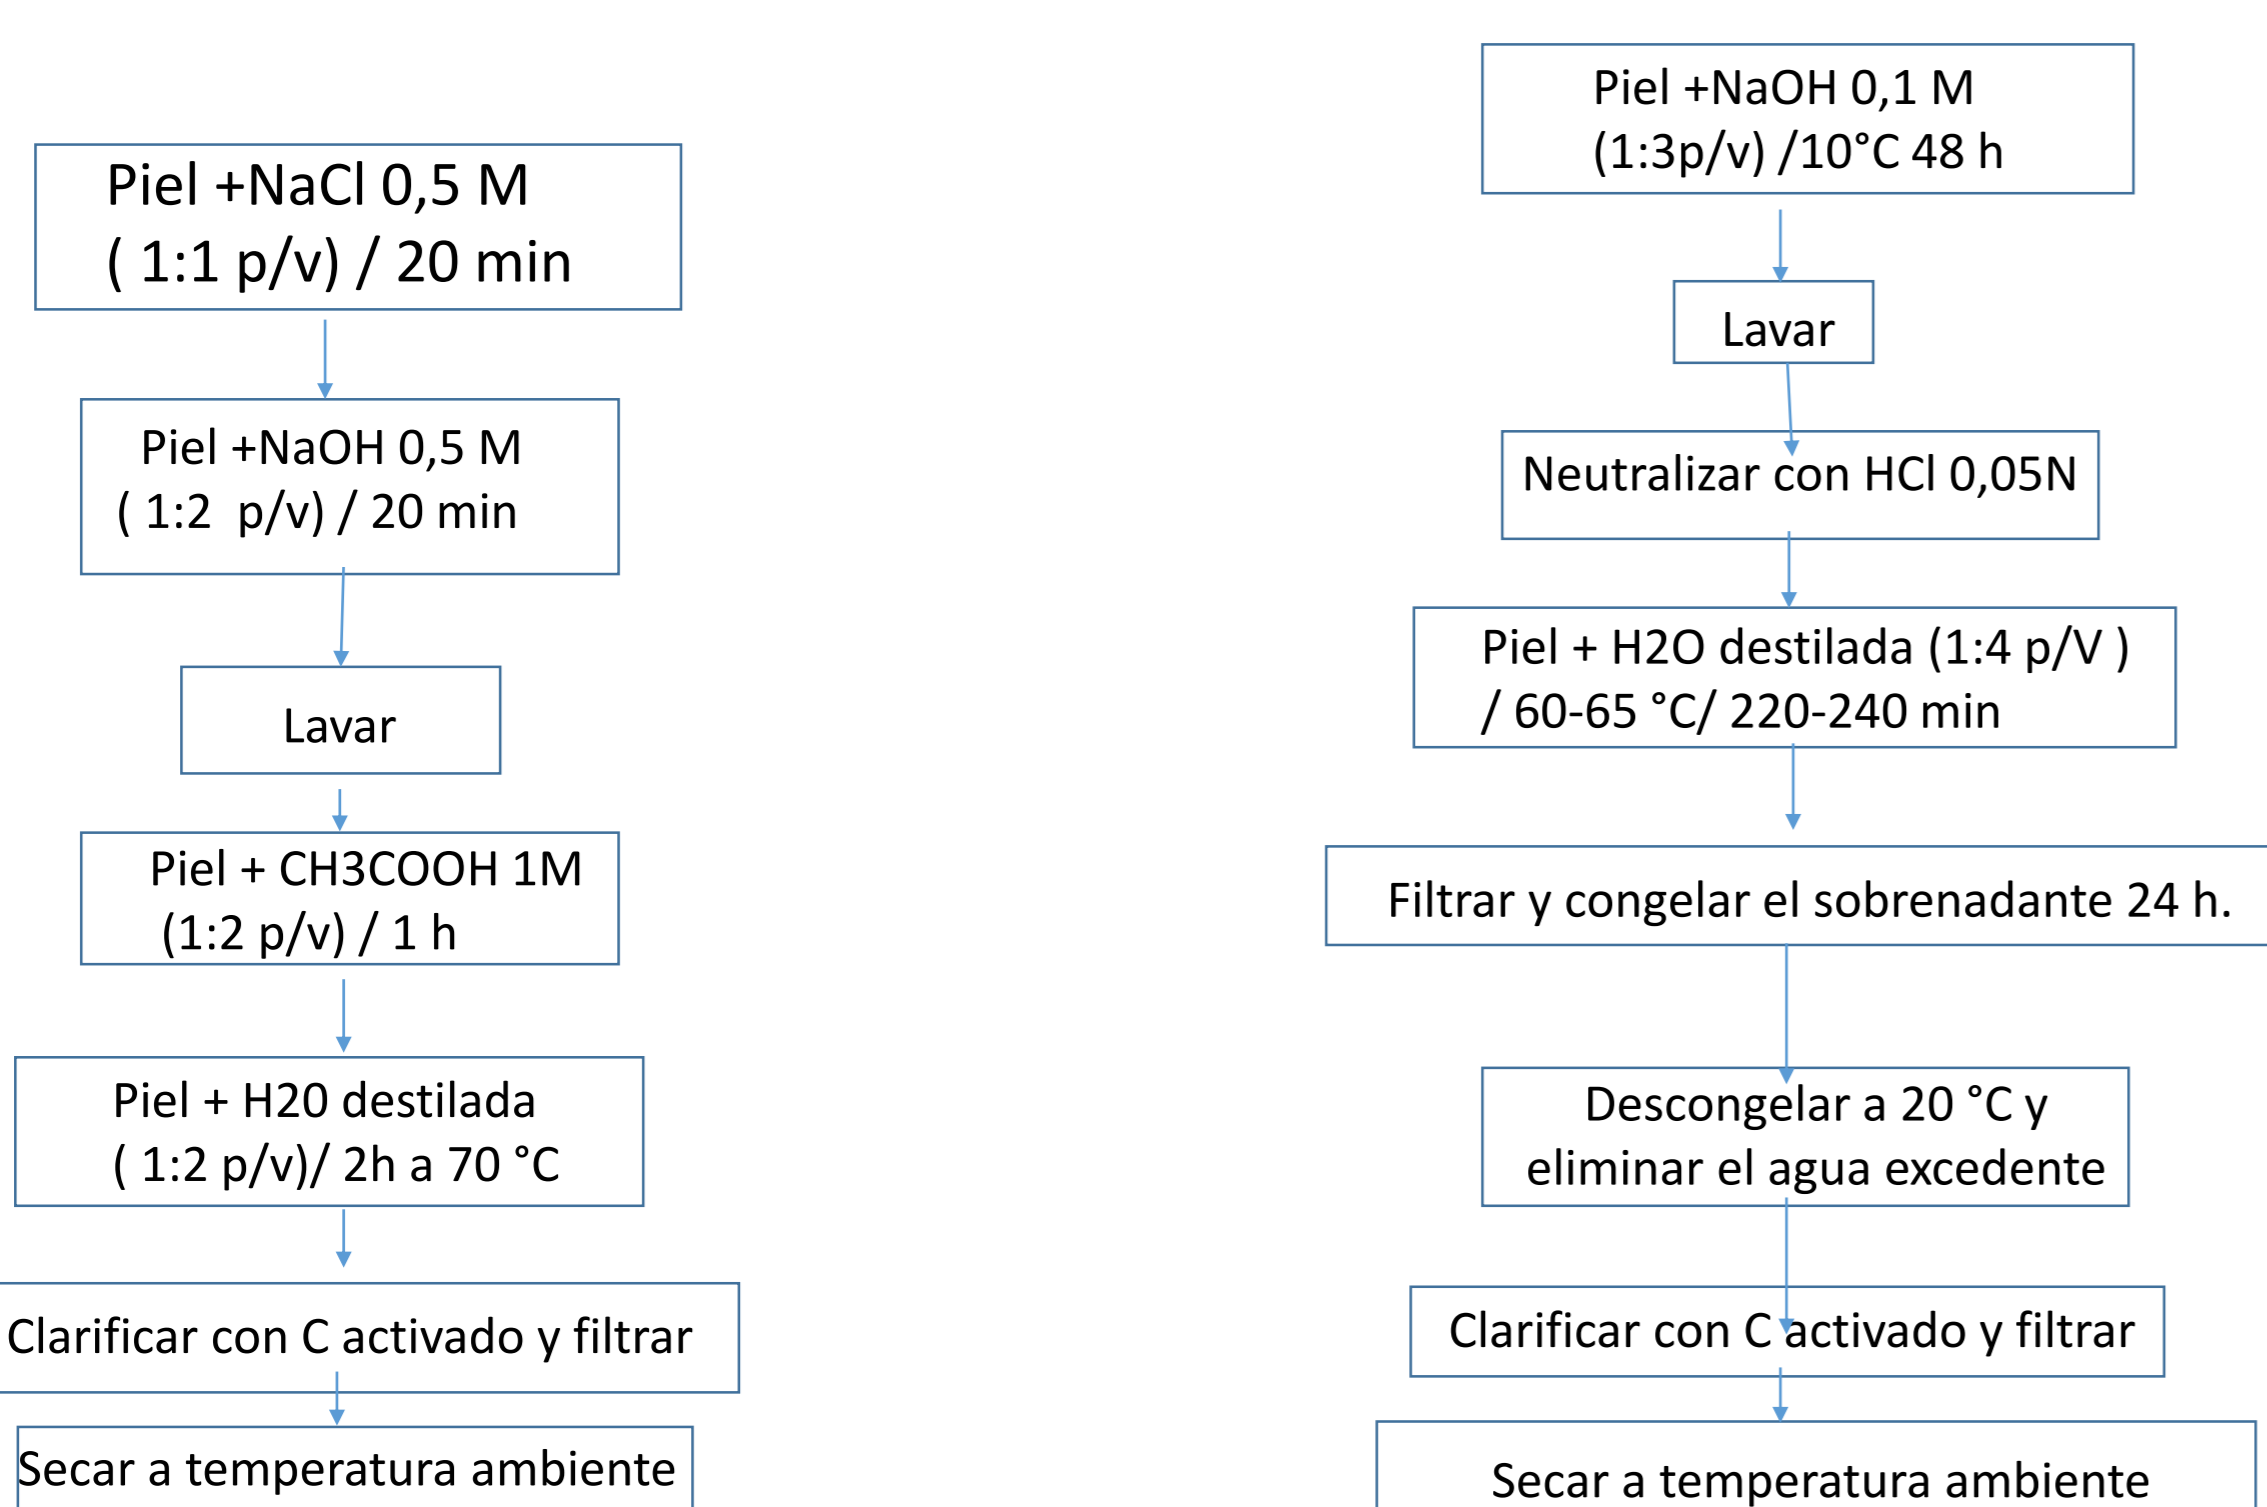 Piel +NaCl 0,5 M
( 1:1 p/v) / 20 min
Piel +NaOH 0,5 M
( 1:2 p/v) / 20 min
Lavar
Piel + CH3COOH 1M
(1:2 p/v) / 1 h
Piel + H20 destilada
( 1:2 p/v)/ 2h a 70 °C
Clarificar con C activado y filtrar
Secar a temperatura ambiente
Piel +NaOH 0,1 M
(1:3p/v) /10°C 48 h
Lavar
Neutralizar con HCl 0,05N
Piel + H2O destilada (1:4 p/V )
/ 60-65 °C/ 220-240 min
Filtrar y congelar el sobrenadante 24 h.
Descongelar a 20 °C y
eliminar el agua excedente
Clarificar con C activado y filtrar
Secar a temperatura ambiente